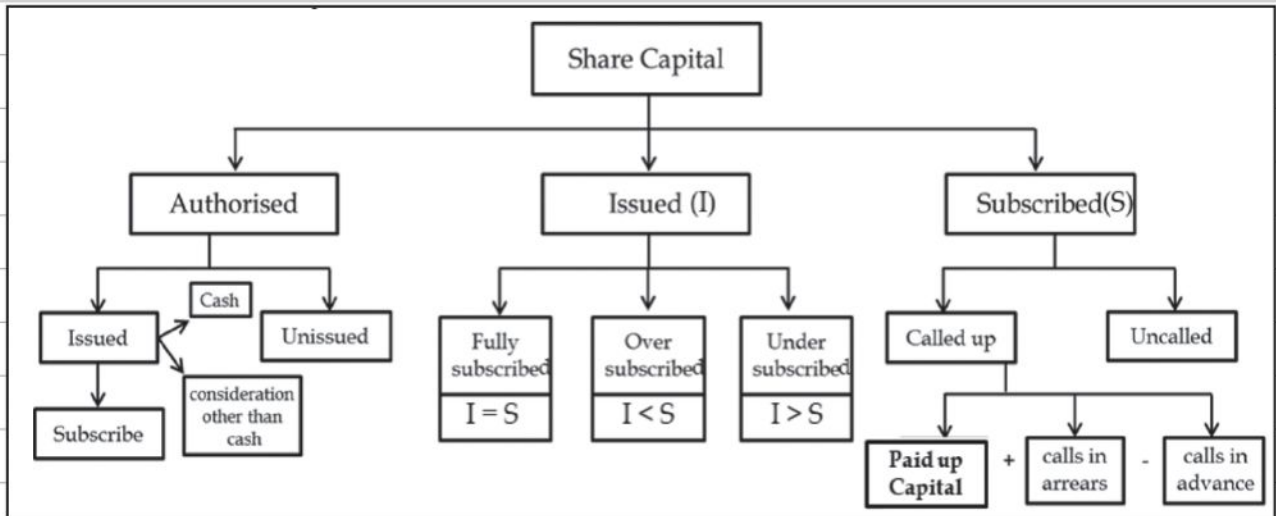 Share Capital
Authorised
Issued (I)
Subscribed(S)
Issued
Cash
Unissued
consideration
other than
cash
Subscribe
Fully
subscribed
I = S
Over
subscribed
I < S
Under
subscribed
I > S
Called up
Uncalled
Paid up
Capital
+
calls in
arrears
-
calls in
advance